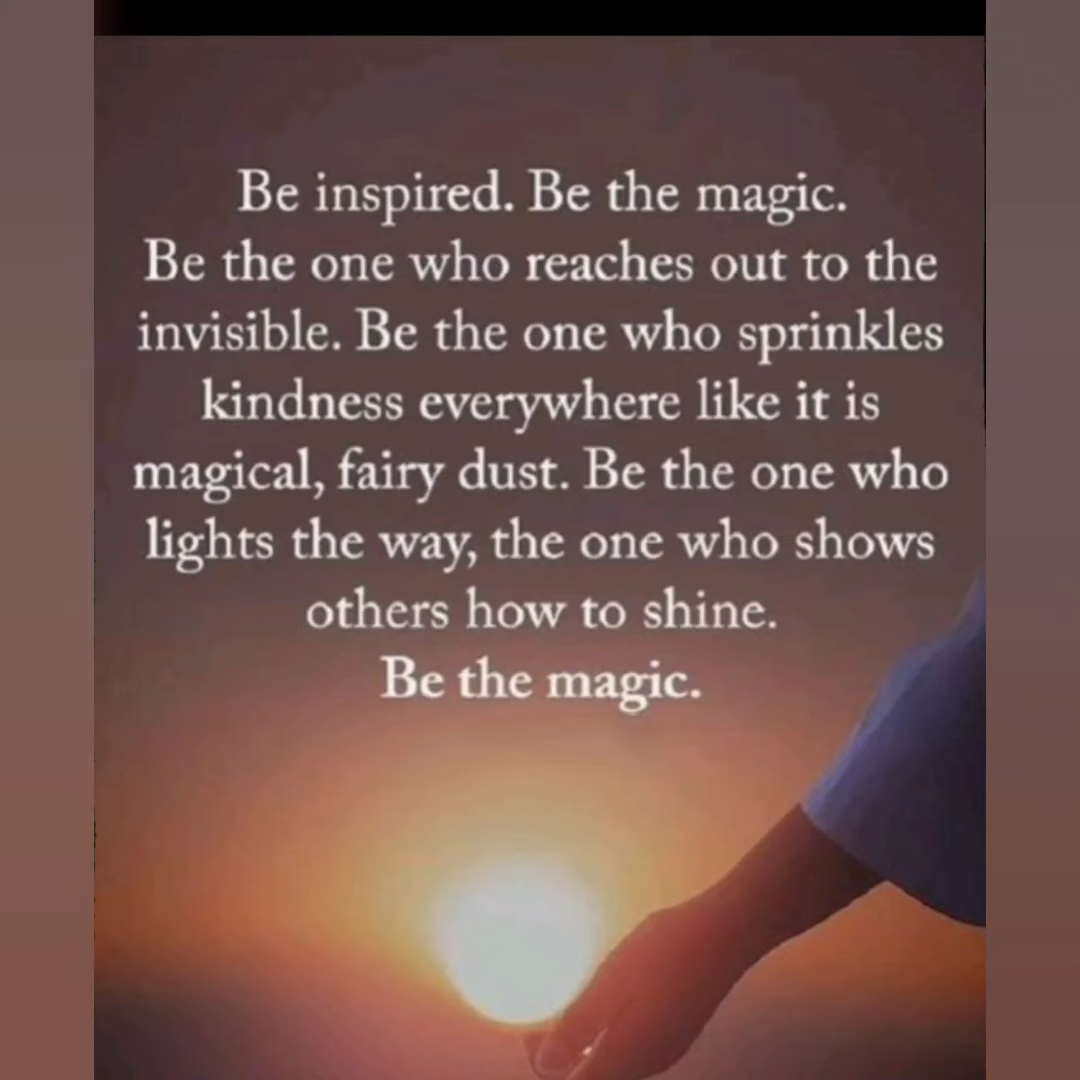 Be inspired. Be the magic.
Be the one who reaches out to the
invisible. Be the one who sprinkles
kindness everywhere like it is
magical, fairy dust. Be the one who
lights the way, the one who shows
others how to shine.
Be the magic.